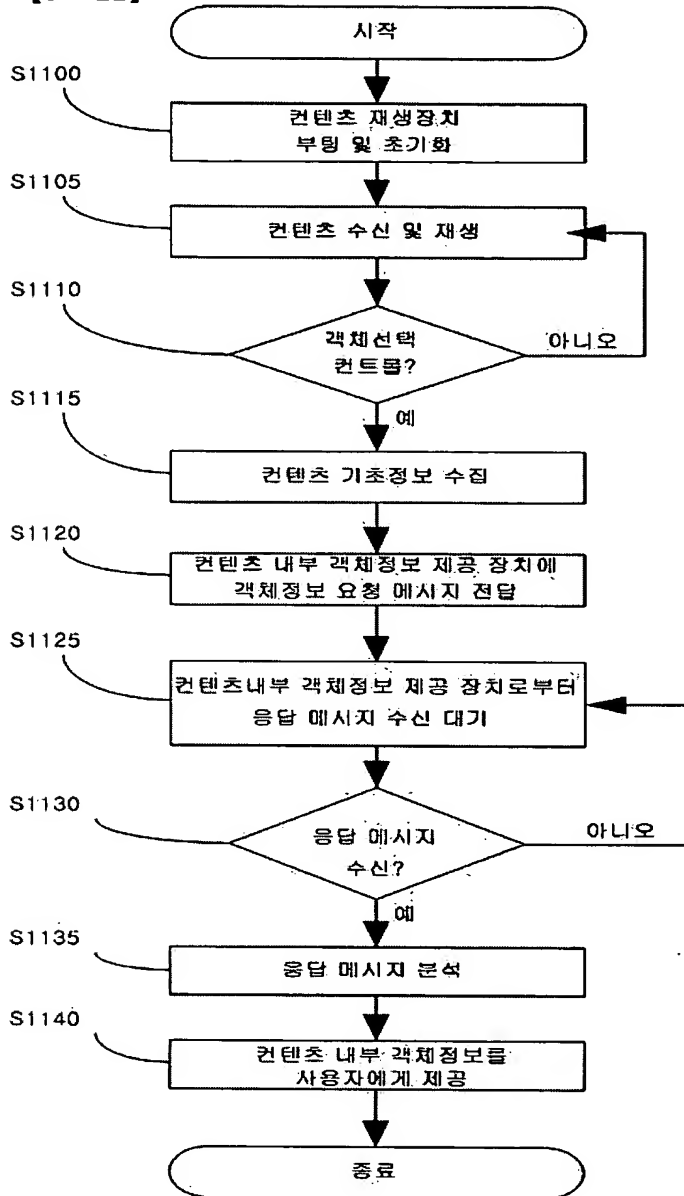 시작
S1100
컨텐츠 재생장치
부팅 및 초기화
S1105
컨텐츠 수신 및 재생
S1110
객체선택
컨트롤?
아니오
예
S1115
컨텐츠 기초정보 수집
S1120
컨텐츠 내부 객체정보 제공 장치에
객체정보 요청 메시지 전달
S1125
컨텐츠내부 객체정보 제공 장치로부터
응답 메시지 수신 대기
S1130
응답 메시지
수신?
아니오
예
S1135
응답 메시지 분석
S1140
컨텐츠 내부 객체정보를
사용자에게 제공
종료